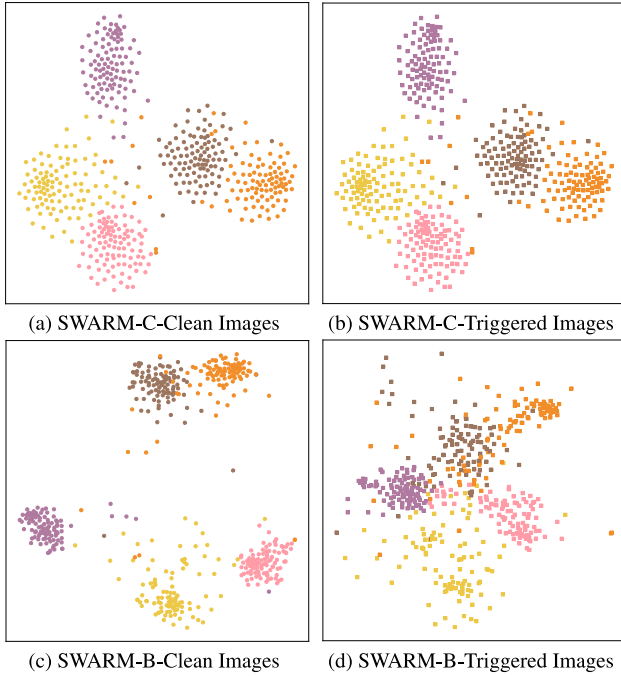 (a) SWARM-C-Clean Images
(b) SWARM-C-Triggered Images
(c) SWARM-B-Clean Images
(d) SWARM-B-Triggered Images